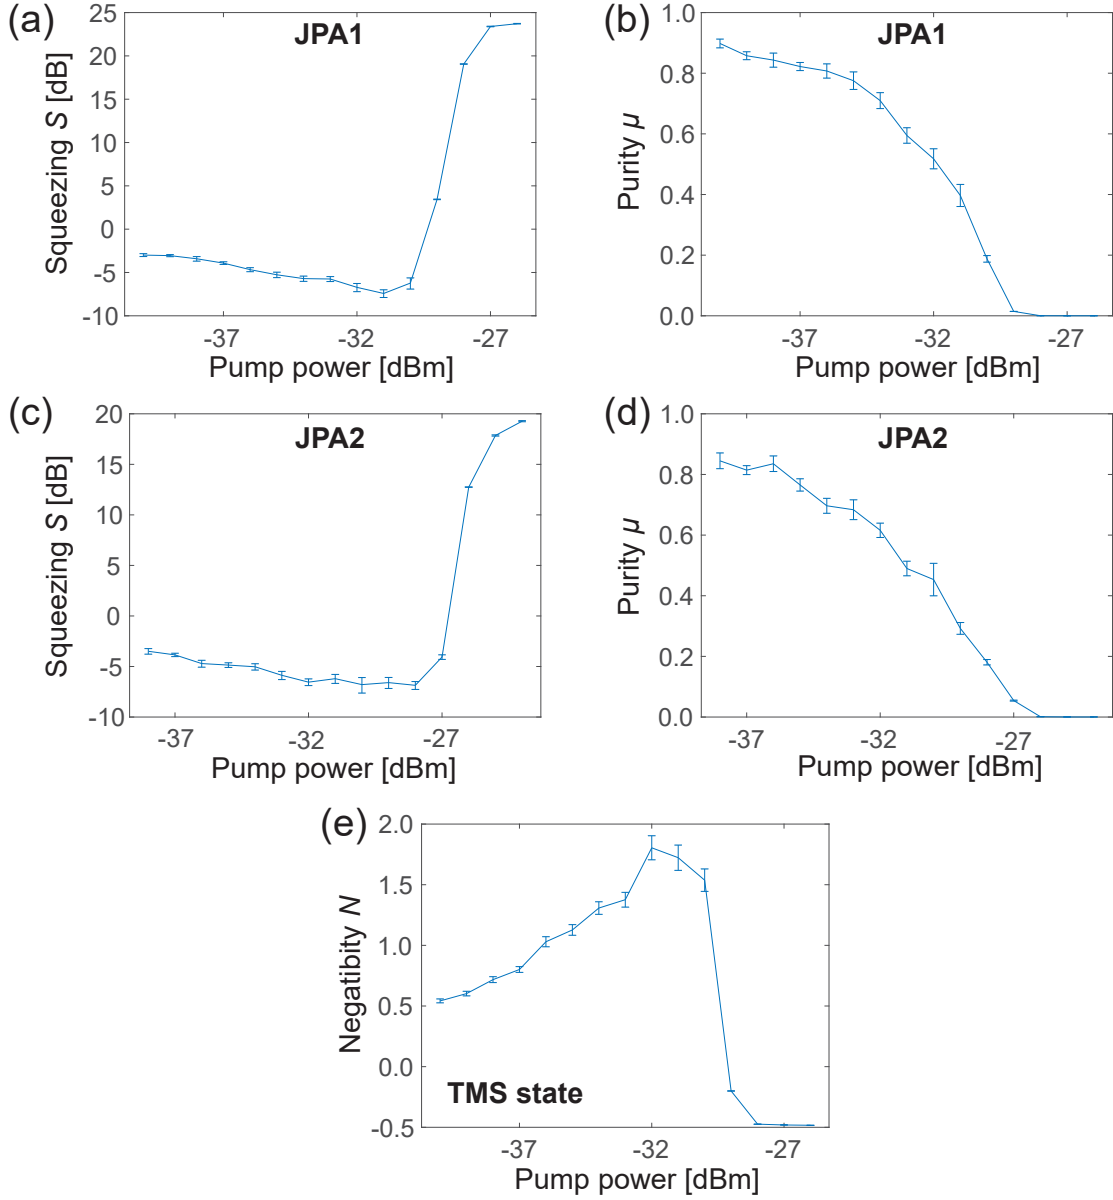 (a)
JPA1
Squeezing S [dB]
25
20
15
10
5
0
-5
-10
-37
-32
-27
Pump power [dBm]
(b)
JPA1
Purity μ
1.0
0.8
0.6
0.4
0.2
0.0
-37
-32
-27
Pump power [dBm]
(c)
JPA2
Squeezing S [dB]
20
15
10
5
0
-5
-10
-37
-32
-27
Pump power [dBm]
(d)
JPA2
Purity μ
1.0
0.8
0.6
0.4
0.2
0.0
-37
-32
-27
Pump power [dBm]
(e)
Negatibity N
2.0
1.5
1.0
0.5
0.0
-0.5
TMS state
-37
-32
-27
Pump power [dBm]